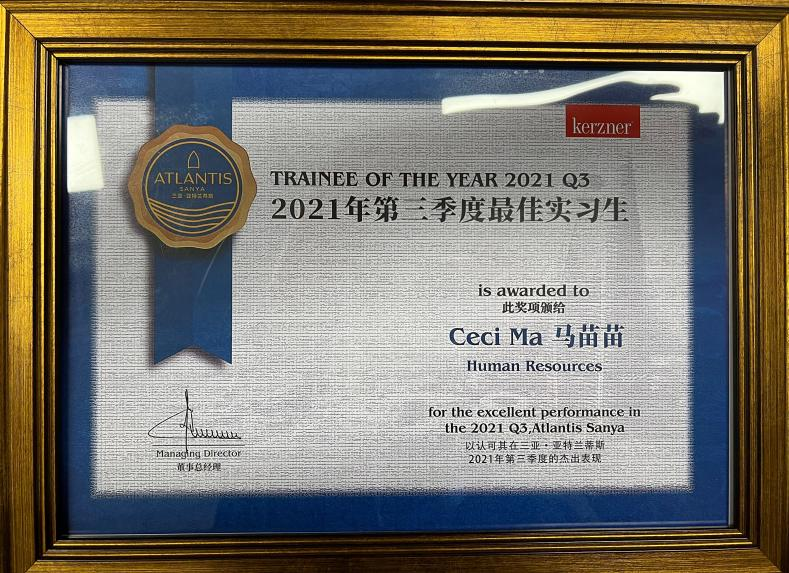 kerzner
ATLANTIS
SANYA
三亚·亚特兰蒂斯
TRAINEE OF THE YEAR 2021 Q3
2021年第三季度最佳实习生
is awarded to
此奖项颁给
Ceci Ma 马苗苗
Human Resources
for the excellent performance in
the 2021 Q3,Atlantis Sanya
以认可其在三亚·亚特兰蒂斯
2021年第三季度的杰出表现
Managing Director
董事总经理